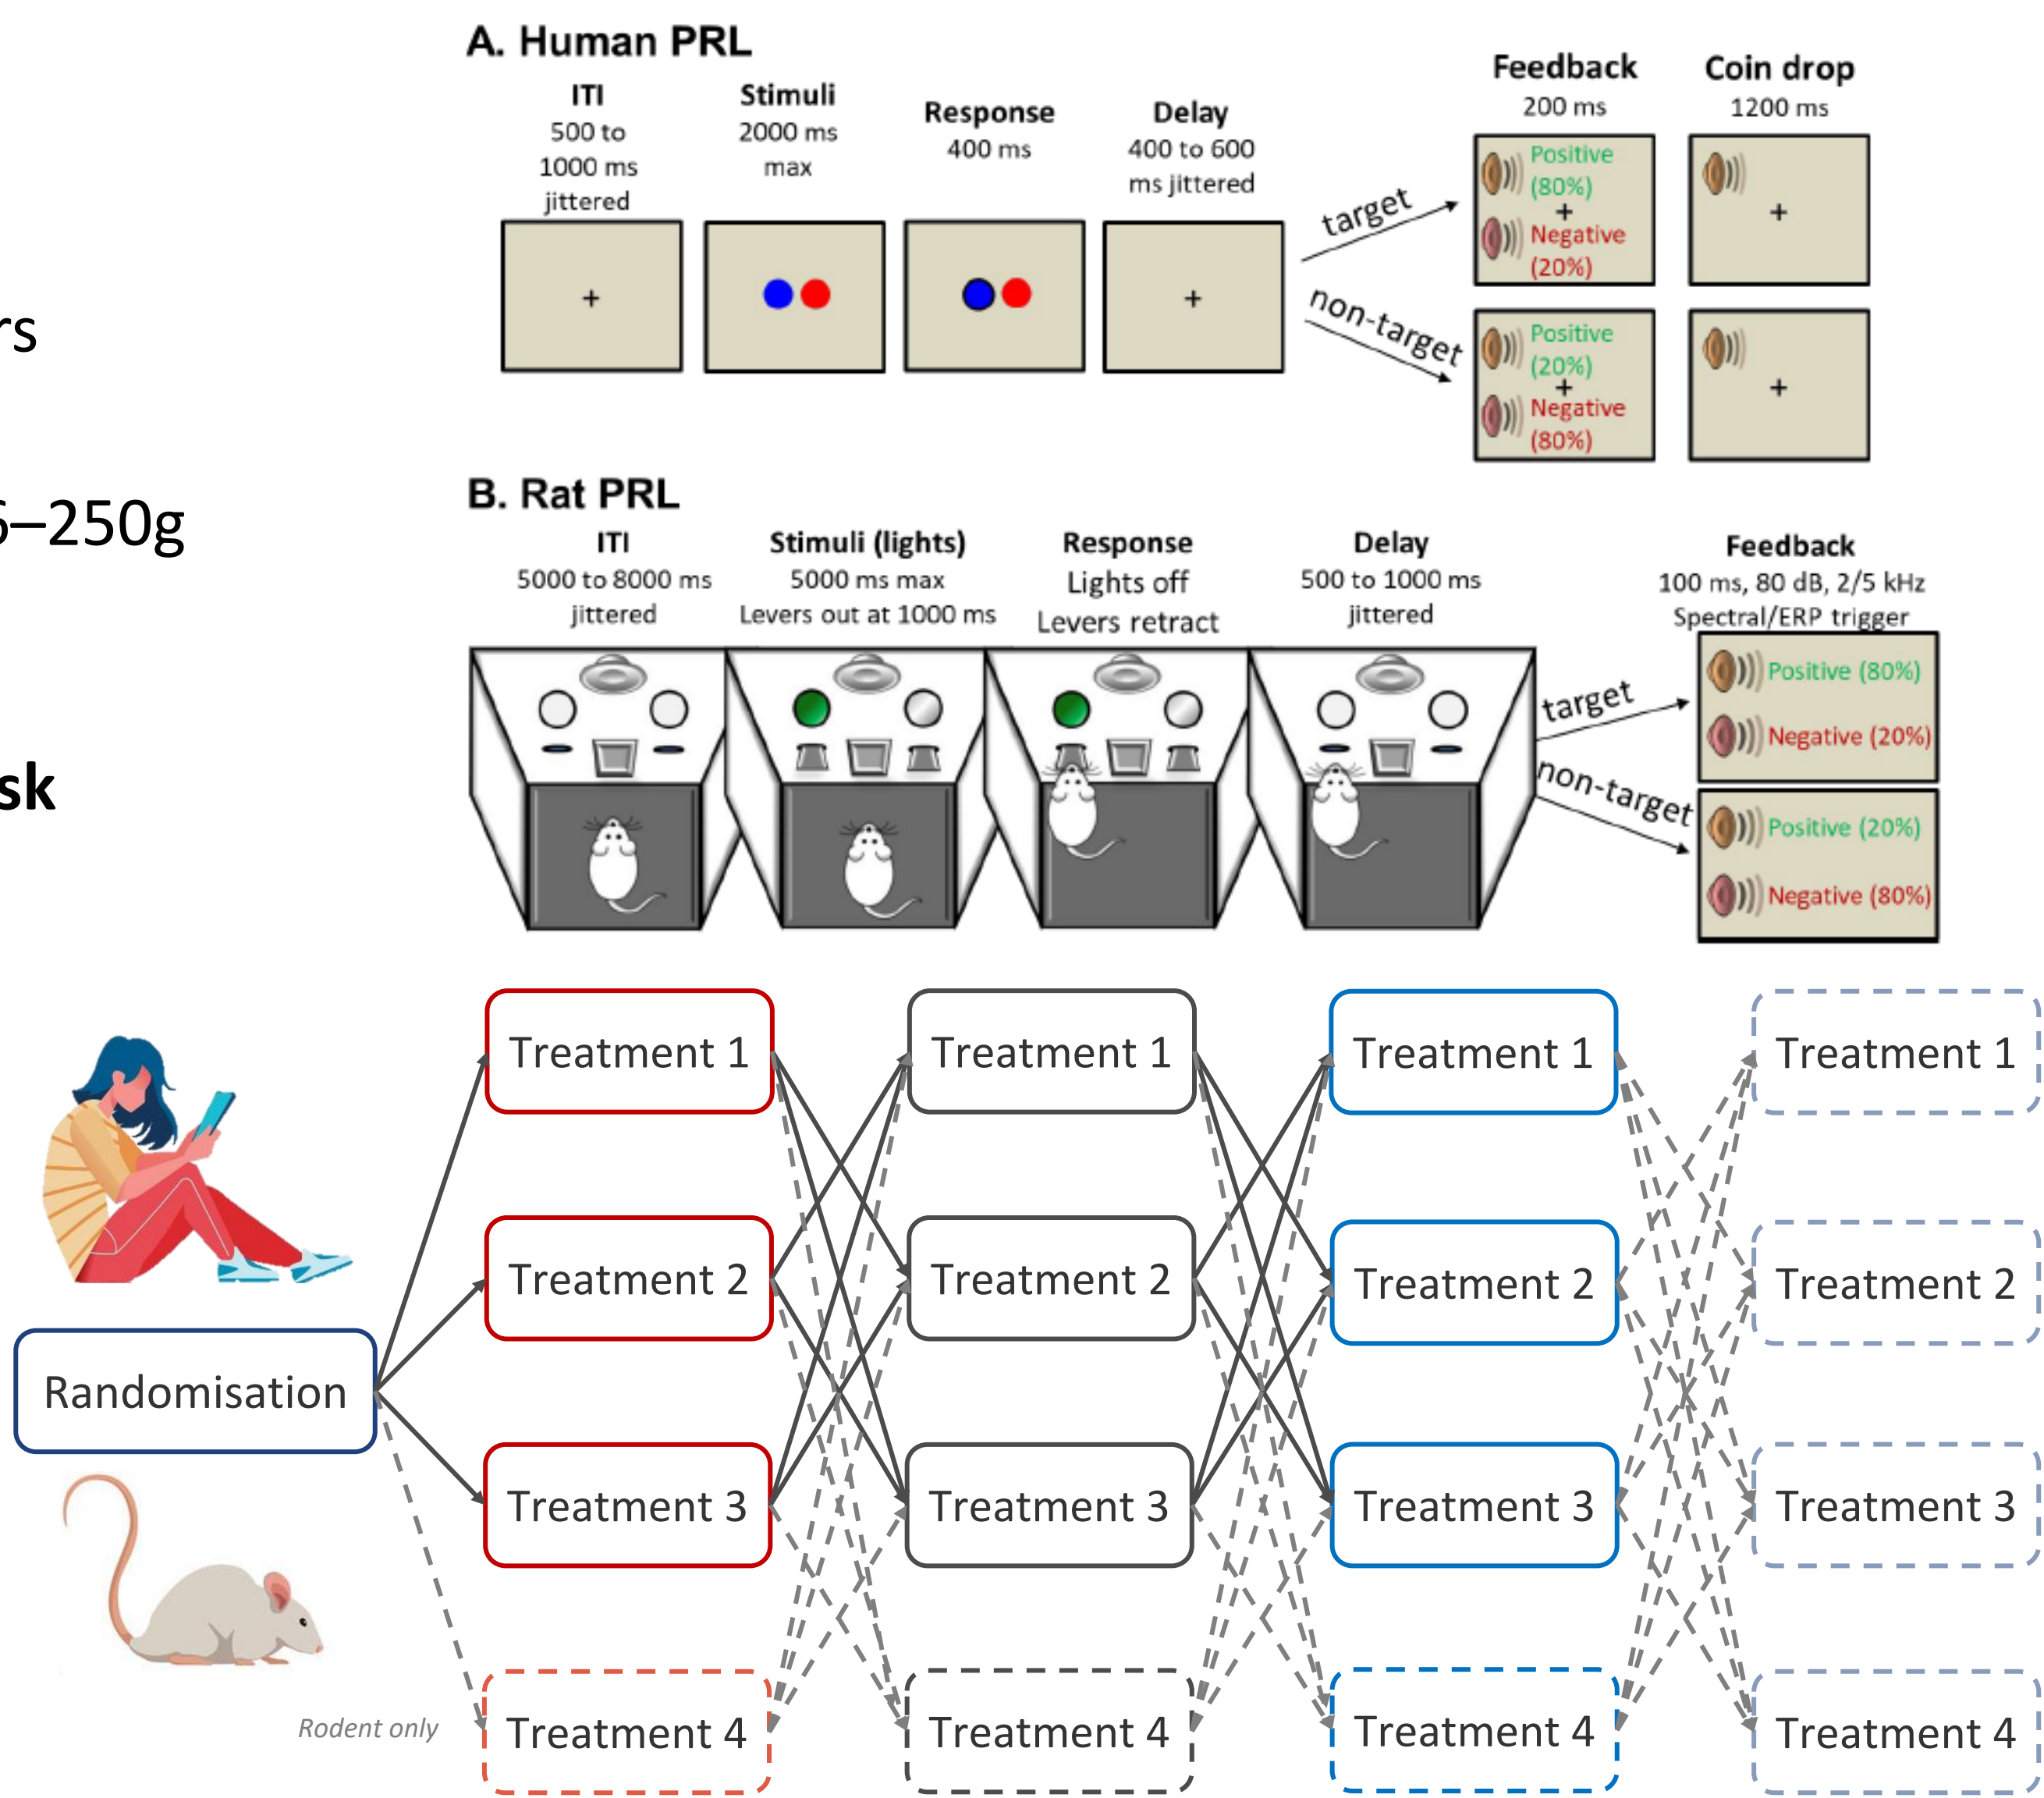 rs
–250g
sk
A. Human PRL
ITI
500 to
1000 ms
jittered
Stimuli
2000 ms
max
Response
400 ms
Delay
400 to 600
ms jittered
Feedback
200 ms
Coin drop
1200 ms
target
non-target
Positive
(80%)
+
Negative
(20%)
+
+
+
Positive
(20%)
+
Negative
(80%)
+
+
B. Rat PRL
ITI
5000 to 8000 ms
jittered
Stimuli (lights)
5000 ms max
Levers out at 1000 ms
Response
Lights off
Levers retract
Delay
500 to 1000 ms
jittered
Feedback
100 ms, 80 dB, 2/5 kHz
Spectral/ERP trigger
target
non-target
Positive (80%)
Negative (20%)
Positive (20%)
Negative (80%)
Randomisation
Rodent only
Treatment 1
Treatment 1
Treatment 1
Treatment 1
Treatment 2
Treatment 2
Treatment 2
Treatment 2
Treatment 3
Treatment 3
Treatment 3
Treatment 3
Treatment 4
Treatment 4
Treatment 4
Treatment 4